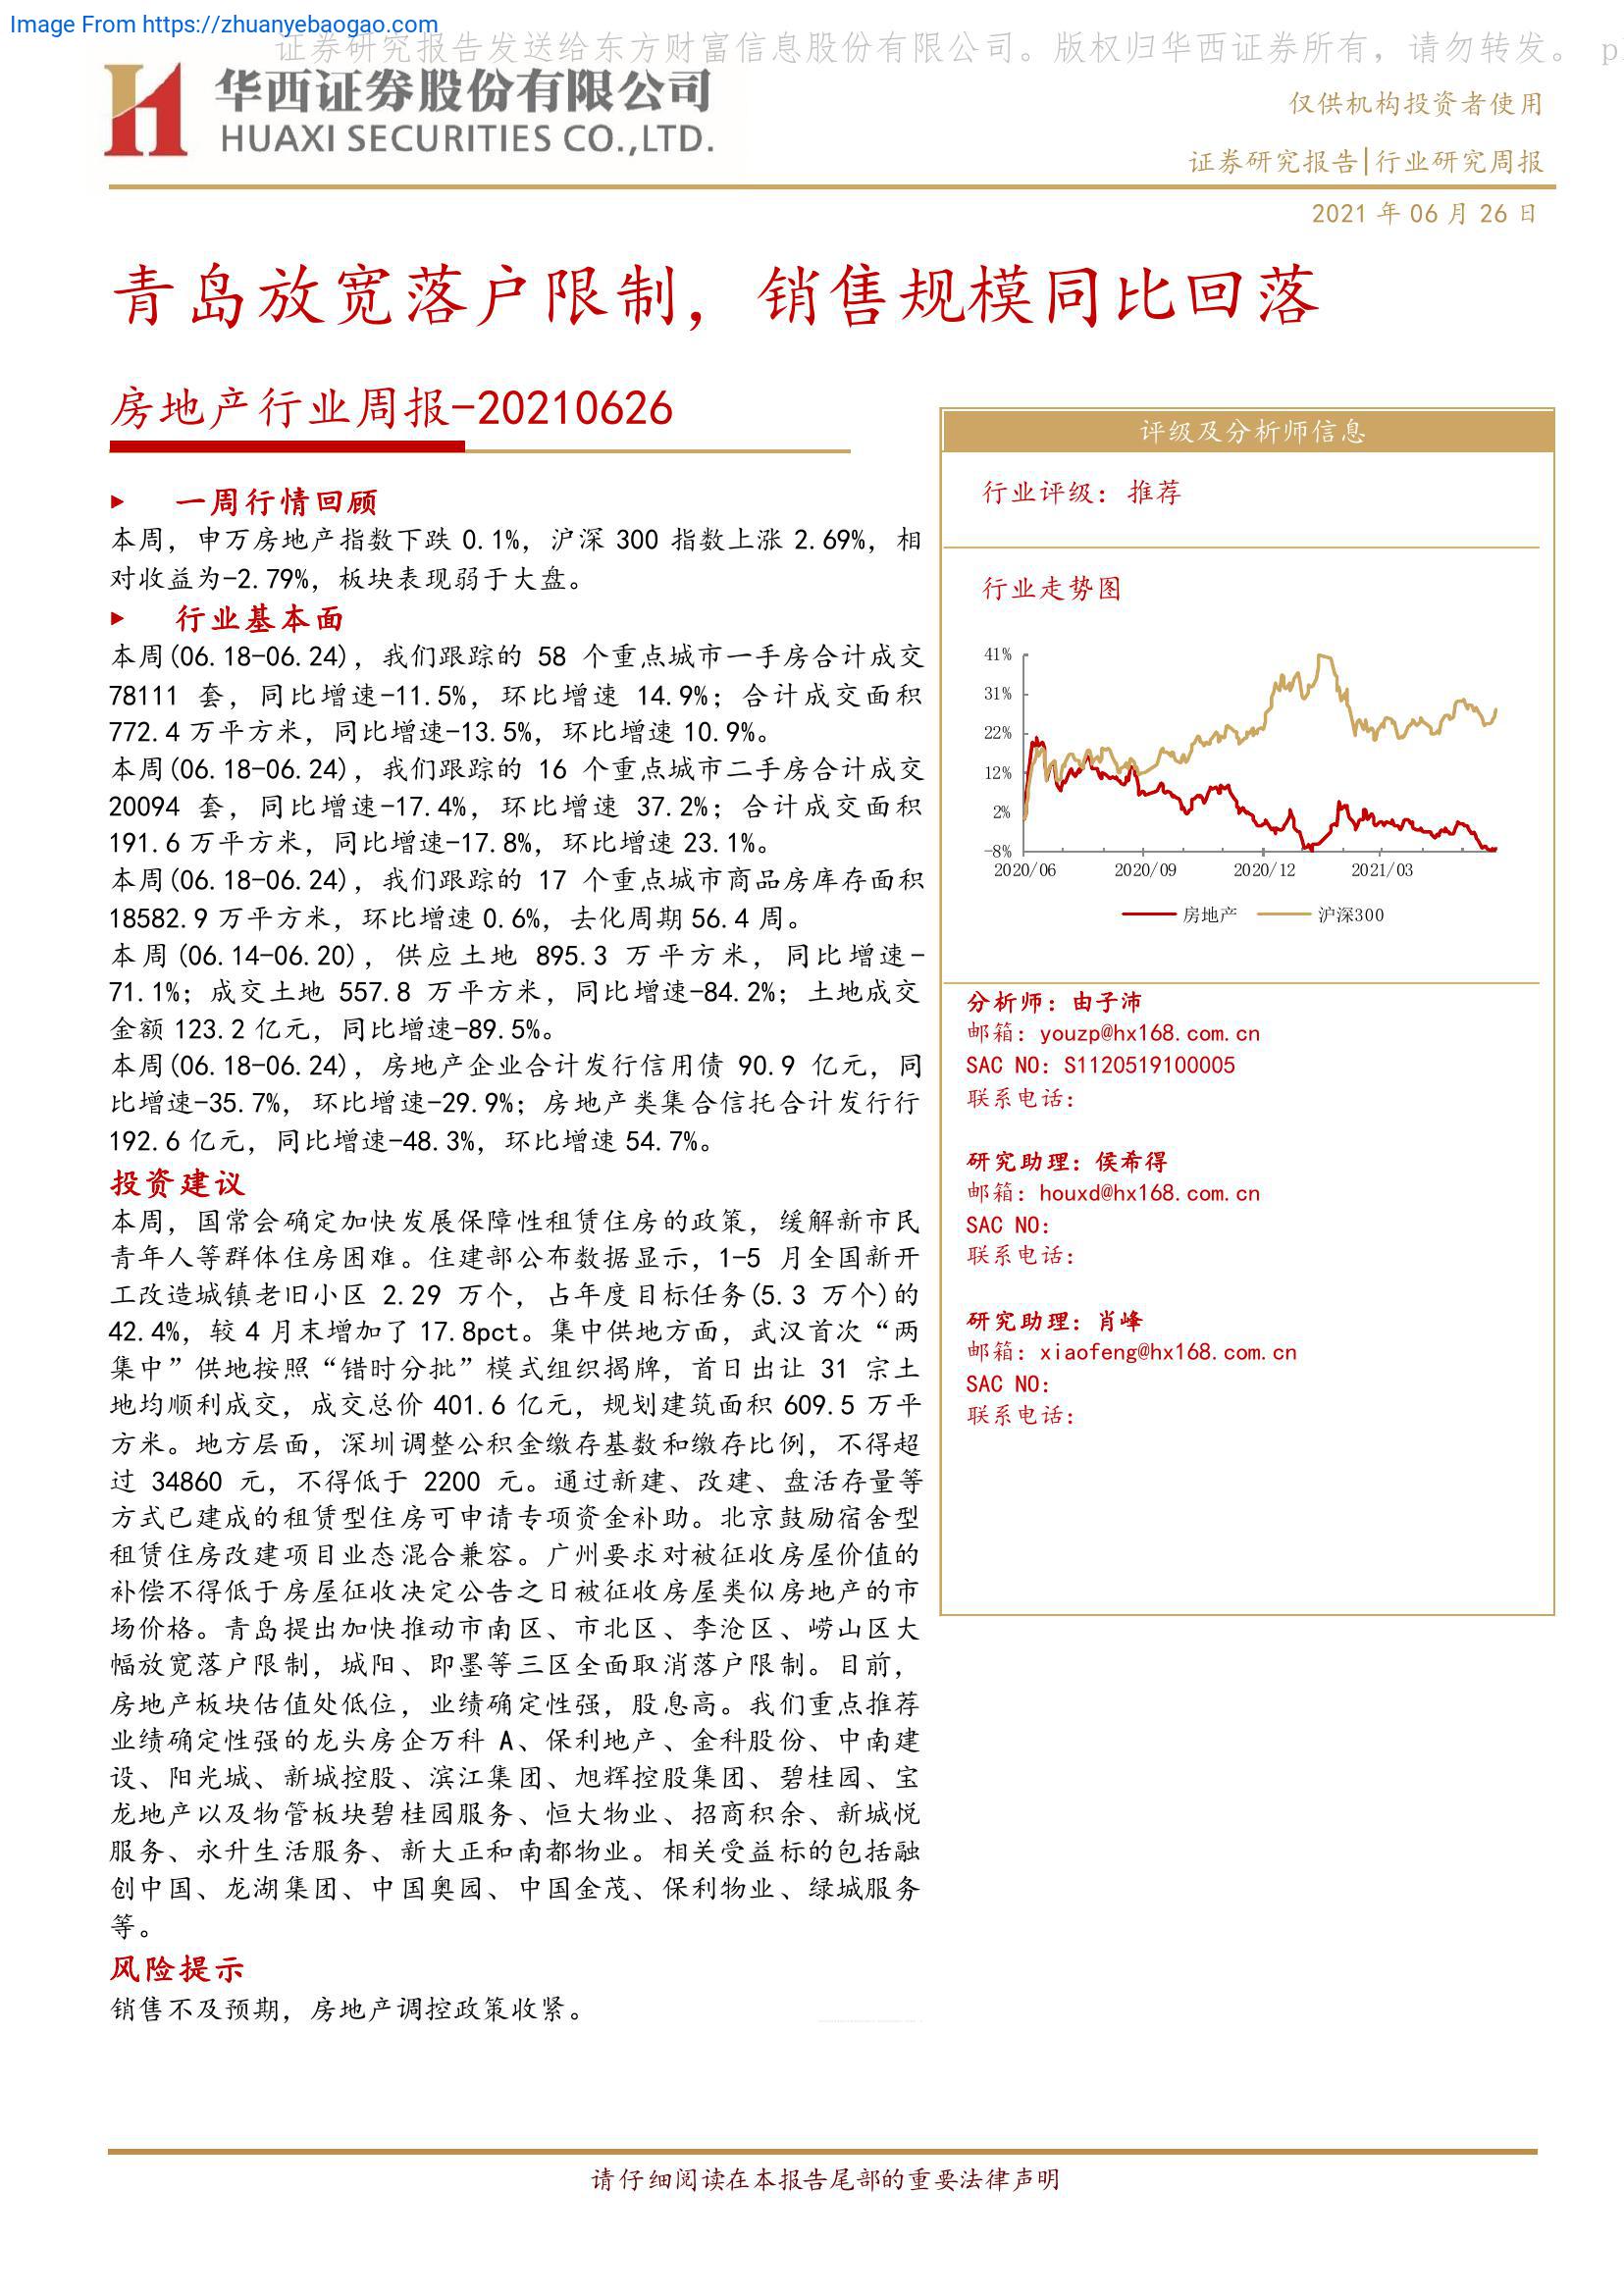 Image From https://zhuanyebaogao.com
证券研究报告发送给东方财富信息股份有限公司。版权归华西证券所有，请勿转发。 p
华西证券股份有限公司
HUAXI SECURITIES CO.,LTD.
仅供机构投资者使用
证券研究报告|行业研究周报
2021 年 06 月 26 日
青岛放宽落户限制，销售规模同比回落
房地产行业周报-20210626
一周行情回顾
本周，申万房地产指数下跌 0.1%，沪深 300 指数上涨 2.69%，相
对收益为-2.79%，板块表现弱于大盘。
行业基本面
本周(06.18-06.24)，我们跟踪的 58 个重点城市一手房合计成交
78111 套，同比增速-11.5%，环比增速 14.9%；合计成交面积
772.4 万平方米，同比增速-13.5%，环比增速 10.9%。
本周(06.18-06.24)，我们跟踪的 16 个重点城市二手房合计成交
20094 套，同比增速-17.4%，环比增速 37.2%；合计成交面积
191.6 万平方米，同比增速-17.8%，环比增速 23.1%。
本周(06.18-06.24)，我们跟踪的 17 个重点城市商品房库存面积
18582.9 万平方米，环比增速 0.6%，去化周期 56.4 周。
本周(06.14-06.20)，供应土地 895.3 万平方米，同比增速-
71.1%；成交土地 557.8 万平方米，同比增速-84.2%；土地成交
金额 123.2 亿元，同比增速-89.5%。
本周(06.18-06.24)，房地产企业合计发行信用债 90.9 亿元，同
比增速-35.7%，环比增速-29.9%；房地产类集合信托合计发行行
192.6 亿元，同比增速-48.3%，环比增速 54.7%。
投资建议
本周，国常会确定加快发展保障性租赁住房的政策，缓解新市民
青年人等群体住房困难。住建部公布数据显示，1-5 月全国新开
工改造城镇老旧小区 2.29 万个，占年度目标任务(5.3 万个)的
42.4%，较 4 月末增加了 17.8pct。集中供地方面，武汉首次“两
集中”供地按照“错时分批”模式组织揭牌，首日出让 31 宗土
地均顺利成交，成交总价 401.6 亿元，规划建筑面积 609.5 万平
方米。地方层面，深圳调整公积金缴存基数和缴存比例，不得超
过 34860 元，不得低于 2200 元。通过新建、改建、盘活存量等
方式已建成的租赁型住房可申请专项资金补助。北京鼓励宿舍型
租赁住房改建项目业态混合兼容。广州要求对被征收房屋价值的
补偿不得低于房屋征收决定公告之日被征收房屋类似房地产的市
场价格。青岛提出加快推动市南区、市北区、李沧区、崂山区大
幅放宽落户限制，城阳、即墨等三区全面取消落户限制。目前，
房地产板块估值处低位，业绩确定性强，股息高。我们重点推荐
业绩确定性强的龙头房企万科 A、保利地产、金科股份、中南建
设、阳光城、新城控股、滨江集团、旭辉控股集团、碧桂园、宝
龙地产以及物管板块碧桂园服务、恒大物业、招商积余、新城悦
服务、永升生活服务、新大正和南都物业。相关受益标的包括融
创中国、龙湖集团、中国奥园、中国金茂、保利物业、绿城服务
等。
风险提示
销售不及预期，房地产调控政策收紧。
评级及分析师信息
行业评级：推荐
行业走势图
41%
31%
22%
12%
2%
-8%
2020/06 2020/09 2020/12 2021/03
房地产 沪深300
分析师：由子沛
邮箱：youzp@hx168.com.cn
SAC NO：S1120519100005
联系电话：
研究助理：侯希得
邮箱：houxd@hx168.com.cn
SAC NO：
联系电话：
研究助理：肖峰
邮箱：xiaofeng@hx168.com.cn
SAC NO：
联系电话：
请仔细阅读在本报告尾部的重要法律声明